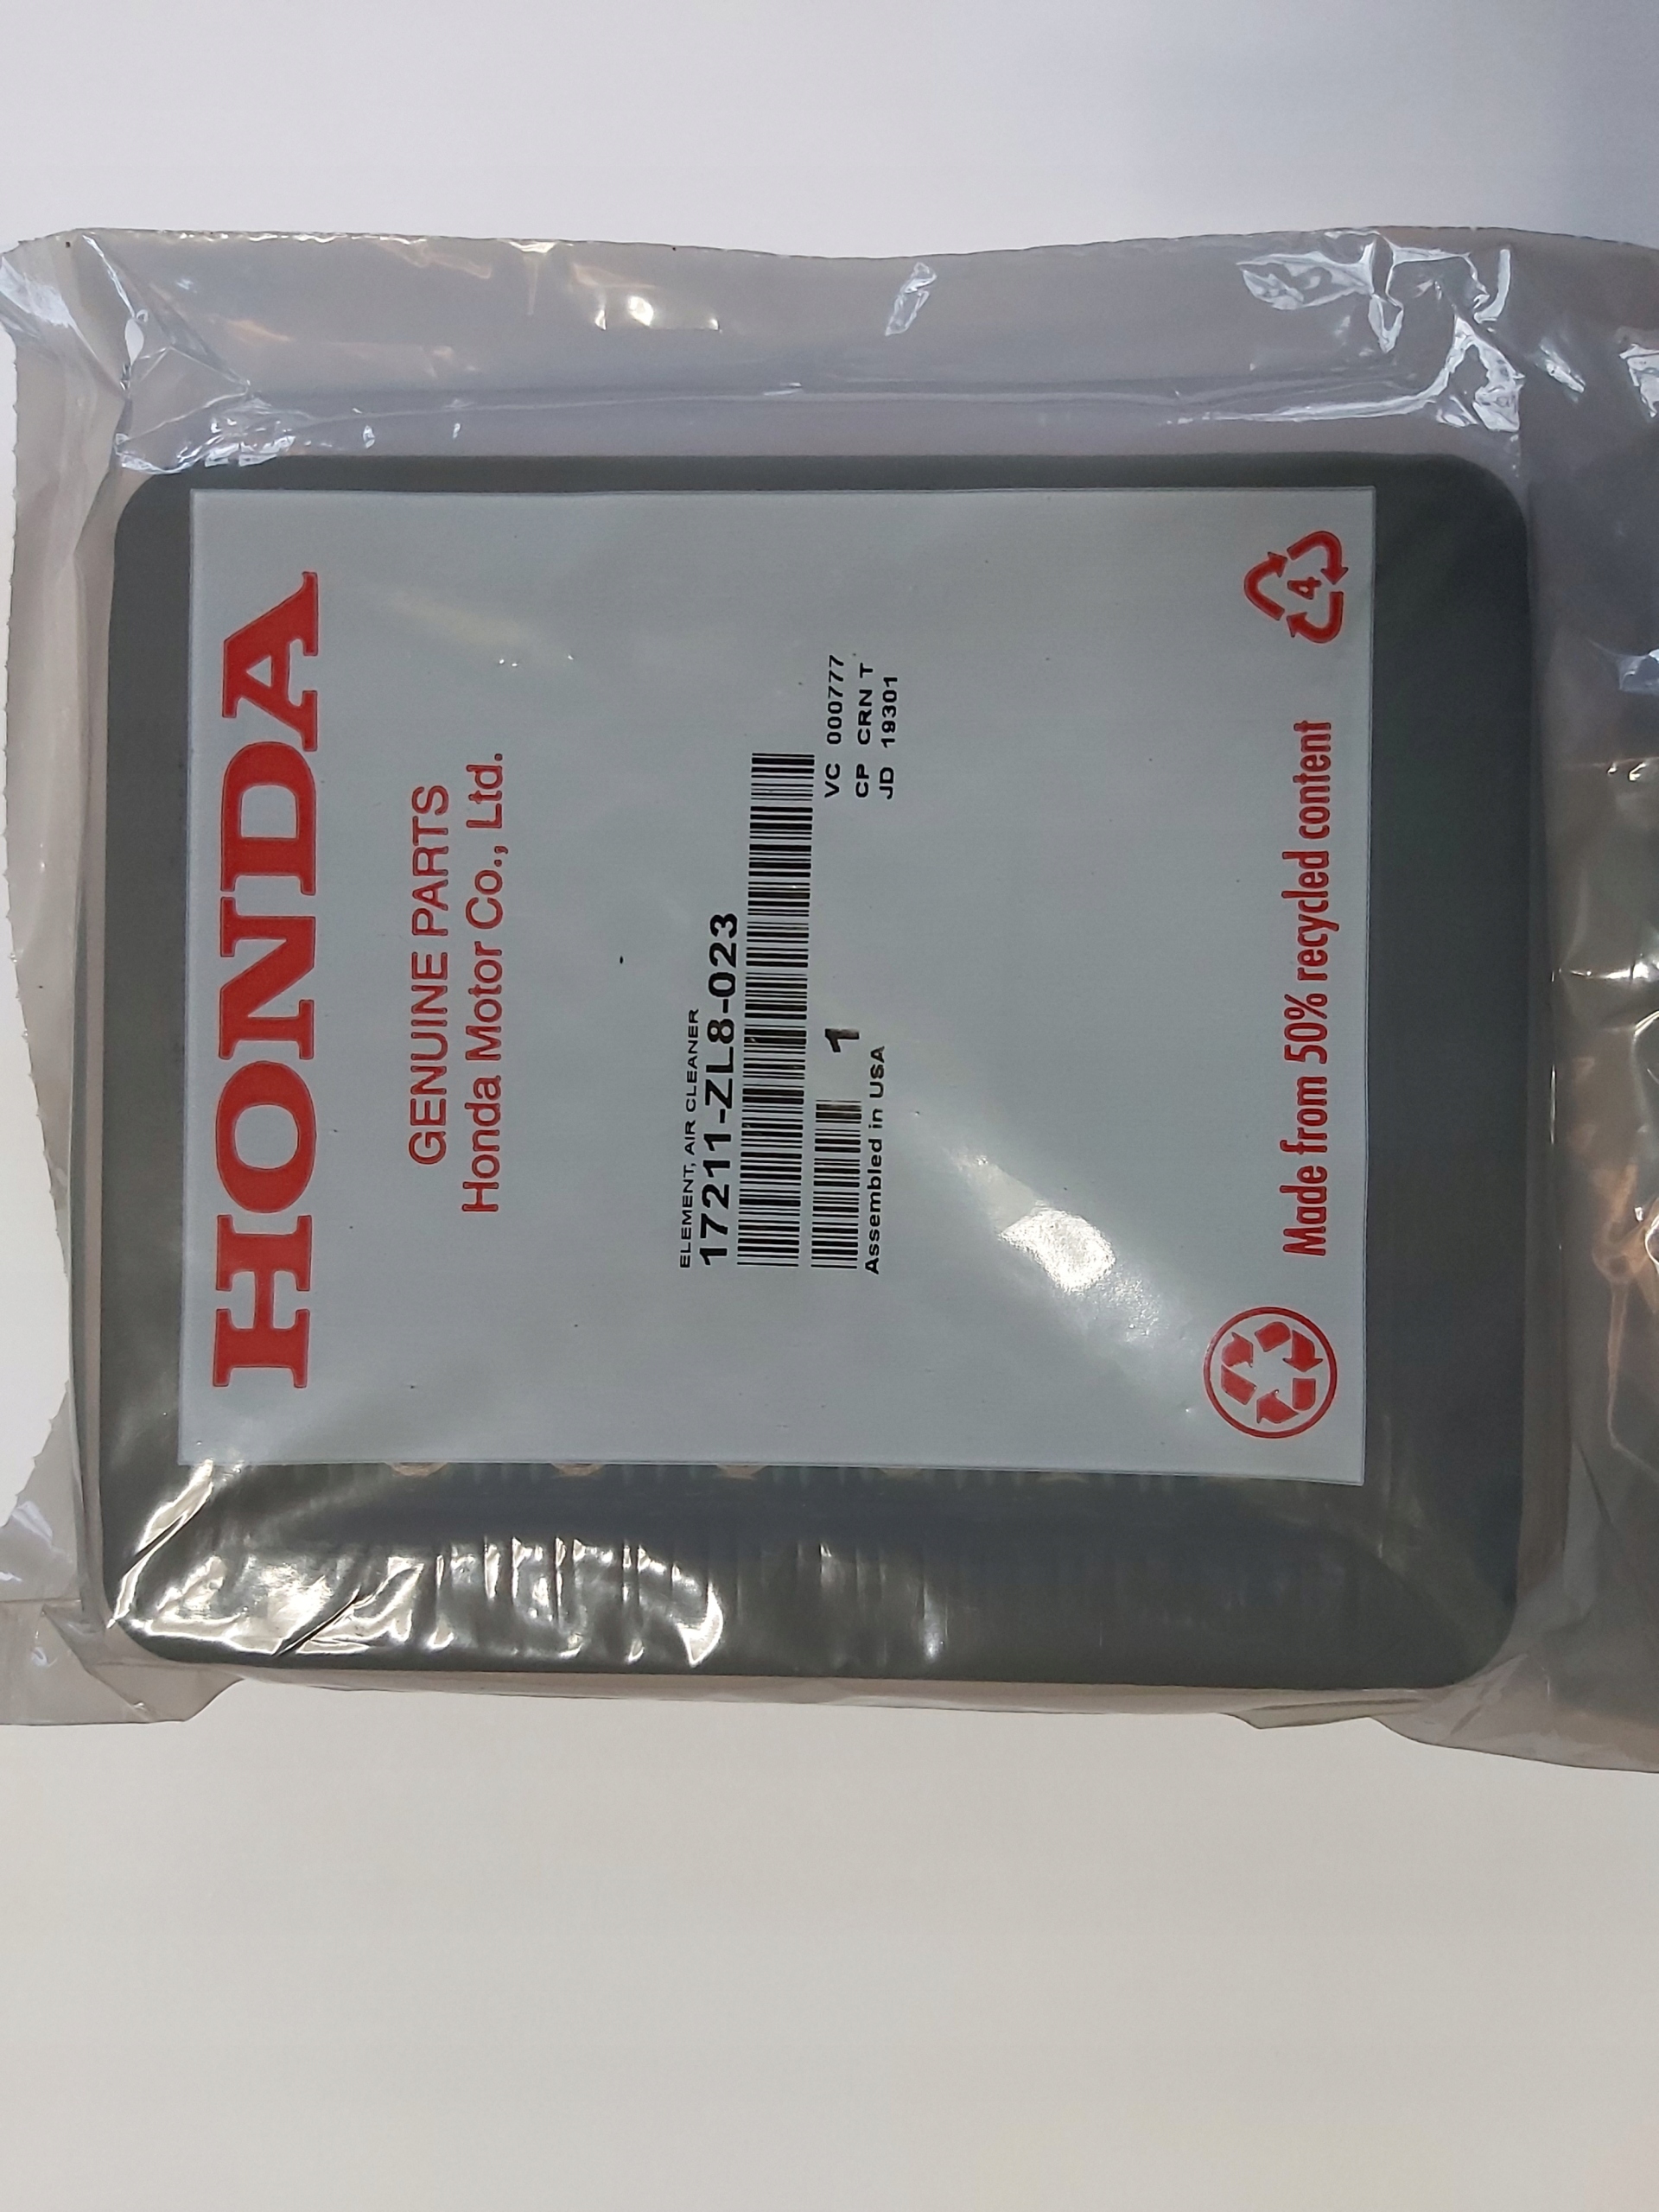 HONDA
GENUINE PARTS
Honda Motor Co., Ltd.
ELEMENT, AIR CLEANER
17211-ZL8-023
1
Assembled in USA
VC 000777
CP CRN T
JD 19301
Made from 50% recycled content
4